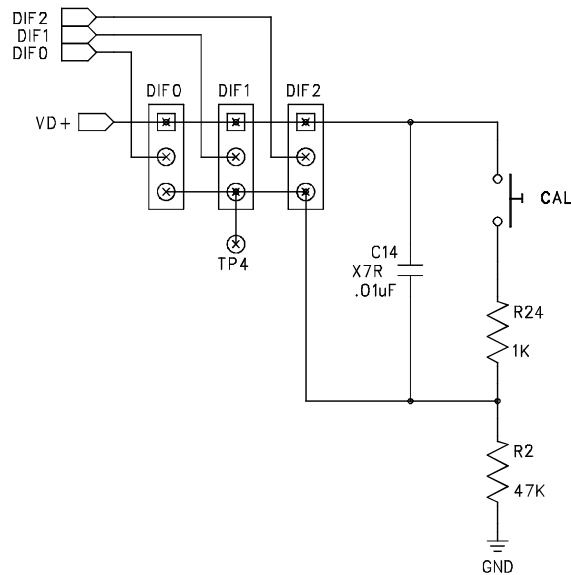 DIF2
DIF1
DIF0
DIF0 DIF1 DIF2
VD+
CAL
TP4
C14
X7R
.01uF
R24
1K
R2
47K
GND